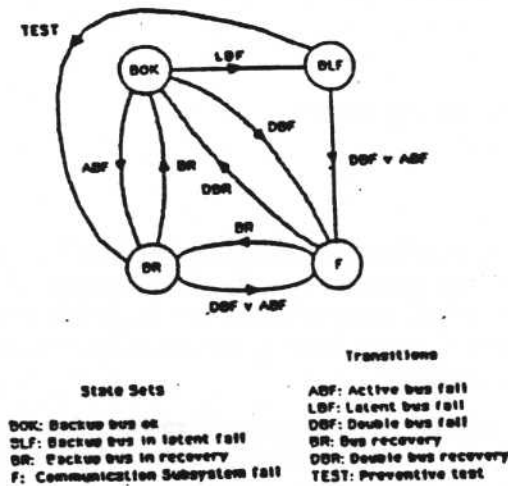 TEST
LBF
BOK
BLF
DBF
DBF v ABF
ABF
BR
DBR
BR
BR
F
DBF v ABF
Transitions
State Sets
ABF: Active bus fail
LBF: Latent bus fail
DBF: Double bus fail
BR: Bus recovery
DBR: Double bus recovery
TEST: Preventive test
BOK: Backup bus ok
BLF: Backup bus in latent fail
BR: Backup bus in recovery
F: Communication Subsystem fail